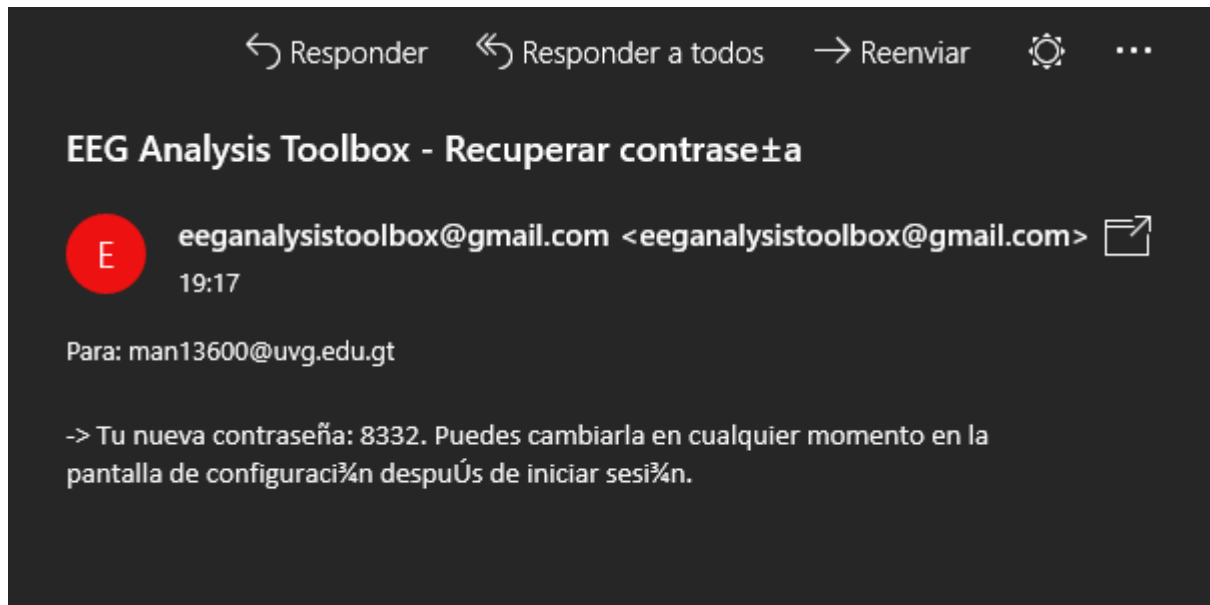 Responder Responder a todos Reenviar ...
EEG Analysis Toolbox - Recuperar contrase±a
E
eeganalysistoolbox@gmail.com <eeganalysistoolbox@gmail.com>
19:17
Para: man13600@uvg.edu.gt
-> Tu nueva contraseña: 8332. Puedes cambiarla en cualquier momento en la
pantalla de configuraci¾n despuÚs de iniciar sesi¾n.